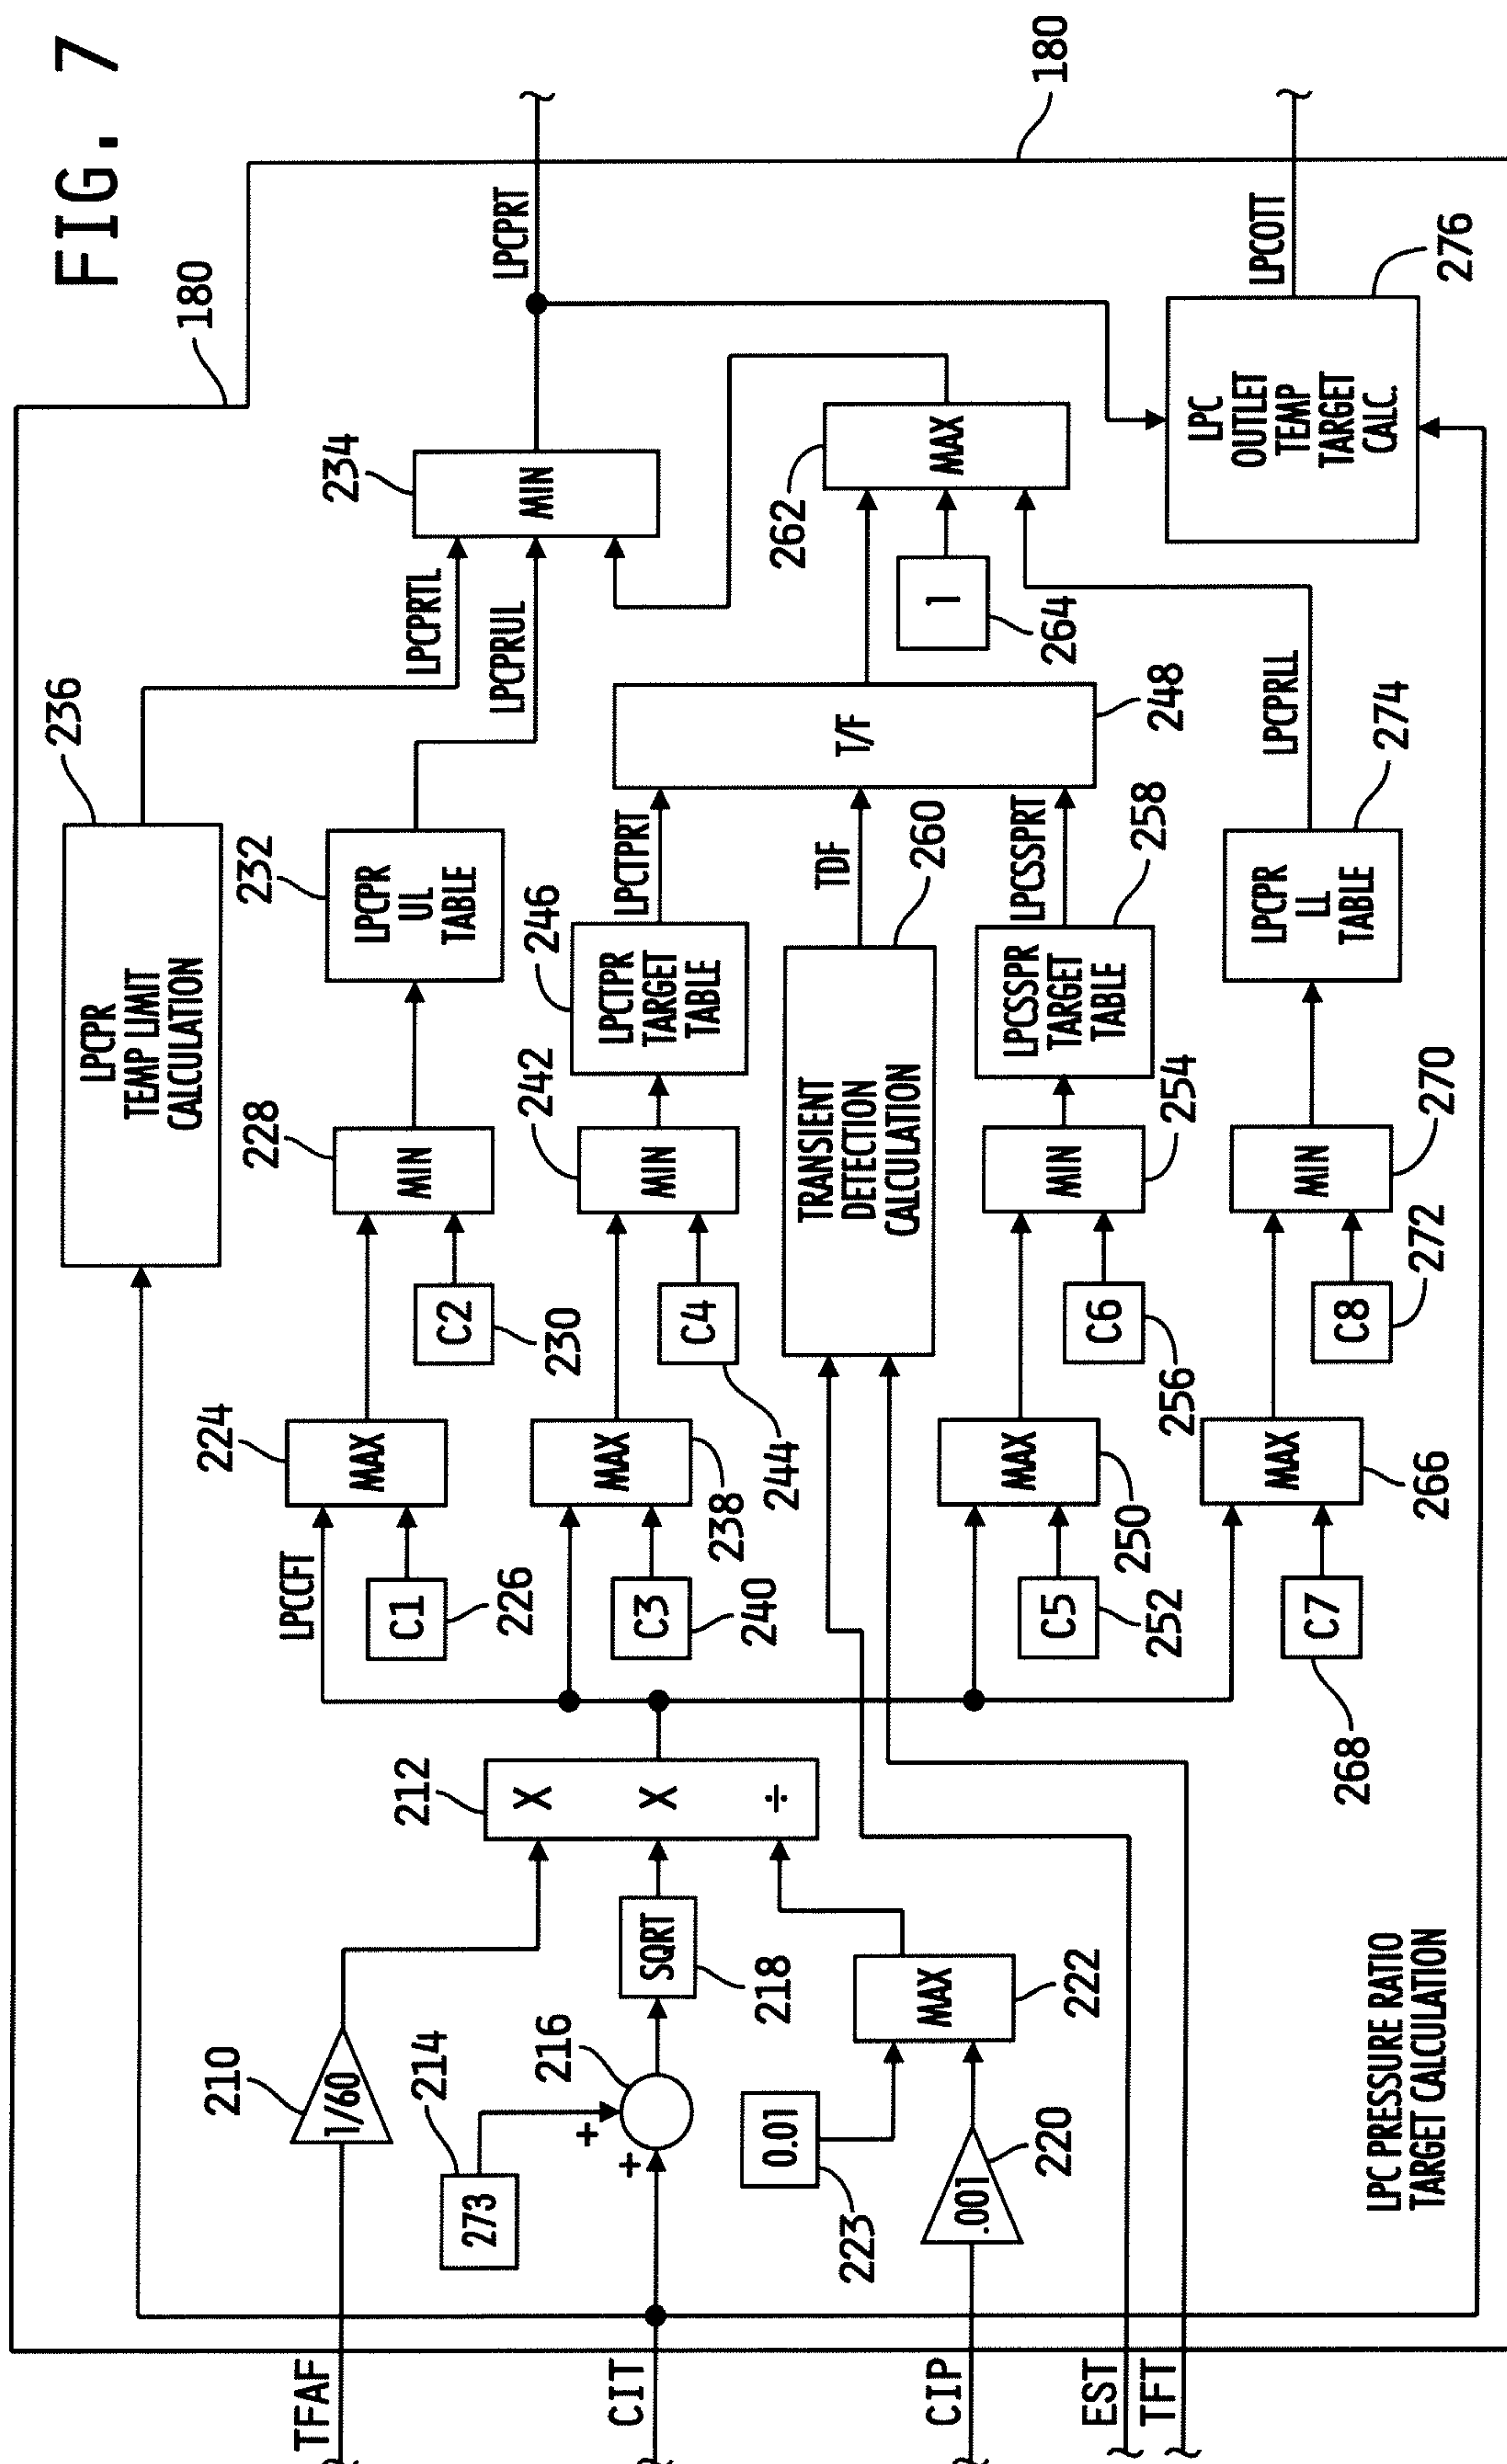 FIG. 7
180
180
236
LPCPR
TEMP LIMIT
CALCULATION
LPCPRTL
234
MIN
LPCPRT
224
MAX
LPCCFT
C1
226
228
MIN
C2
230
232
LPCPR
UL
TABLE
LPCPRUL
TFAF
210
1/60
212
X
X
÷
238
MAX
C3
240
242
MIN
C4
244
246
LPCTPR
TARGET
TABLE
LPCTPRT
273
214
+
+
216
SQRT
218
CIT
T/F
248
262
MAX
1
264
TRANSIENT
DETECTION
CALCULATION
260
TDF
0.01
223
MAX
222
CIP
.001
220
MAX
250
C5
252
MIN
254
C6
256
LPCSSPR
TARGET
TABLE
258
LPCSSPRT
EST
TFT
MAX
266
C7
268
MIN
270
C8
272
LPCPR
LL
TABLE
274
LPCPRLL
LPC
OUTLET
TEMP
TARGET
CALC.
276
LPCOTT
LPC PRESSURE RATIO
TARGET CALCULATION